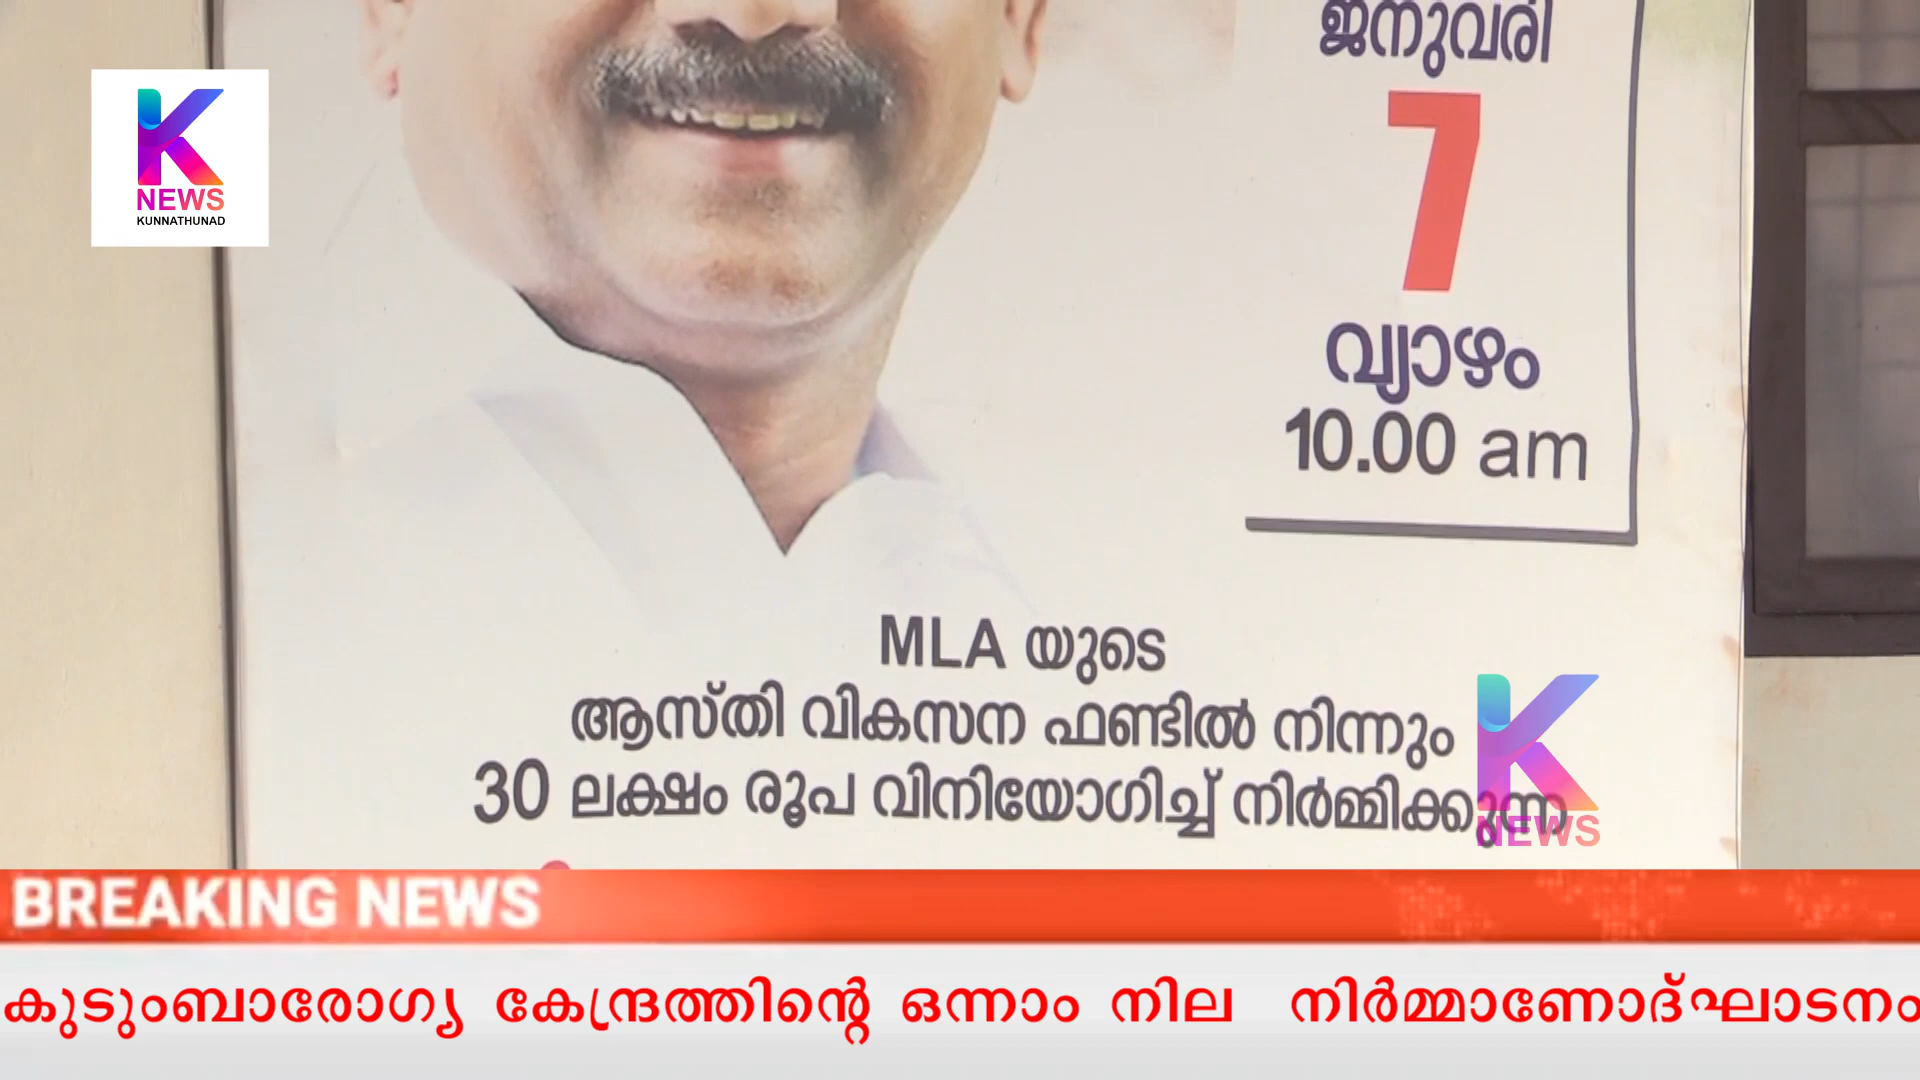 K
NEWS
KUNNATHUNAD
ജനുവരി
7
വ്യാഴം
10.00 am
MLA യുടെ
ആസ്തി വികസന ഫണ്ടിൽ നിന്നും
30 ലക്ഷം രൂപ വിനിയോഗിച്ച് നിർമ്മിക്കുന്ന
K
NEWS
BREAKING NEWS
കുടുംബാരോഗ്യ കേന്ദ്രത്തിന്റെ ഒന്നാം നില നിർമ്മാണോദ്ഘാടനം